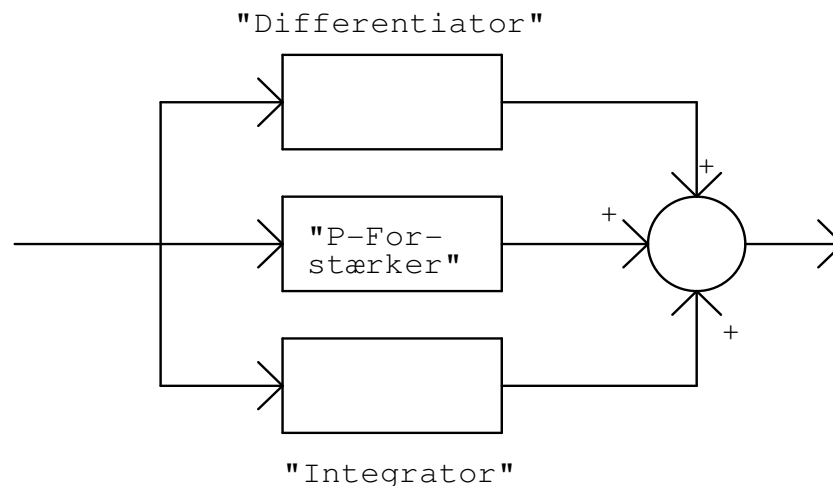 "Differentiator"
+
+
"P-For-
stærker"
+
"Integrator"